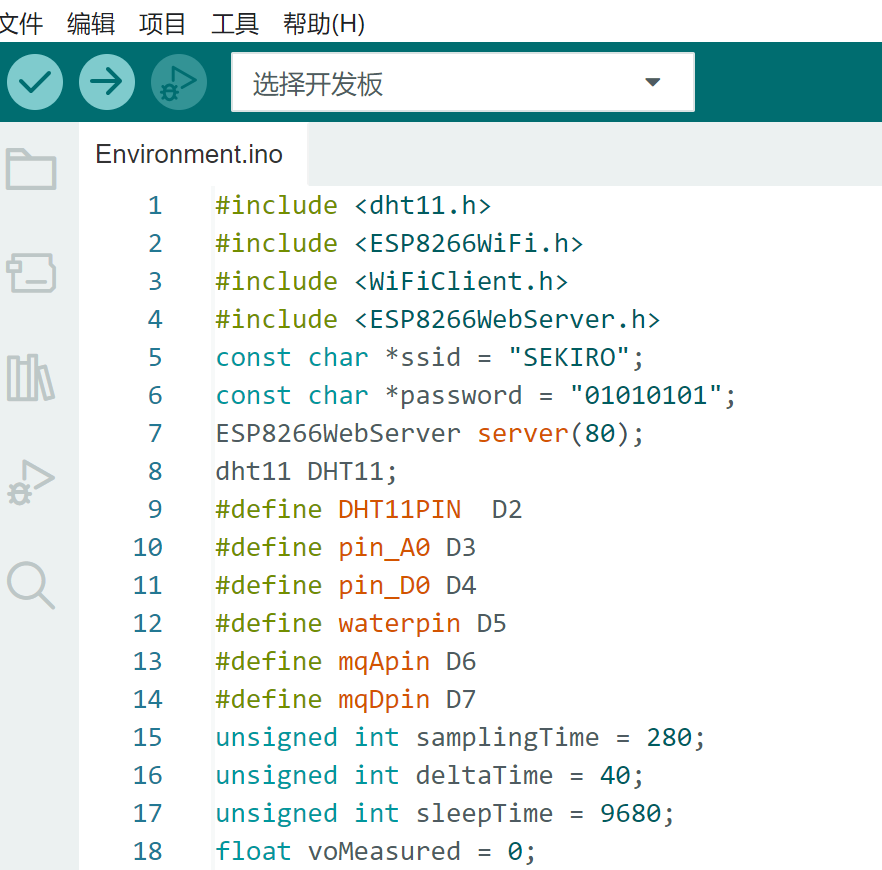 文件 编辑 项目 工具 帮助(H)
选择开发板
Environment.ino
1 #include <dht11.h>
2 #include <ESP8266WiFi.h>
3 #include <WiFiClient.h>
4 #include <ESP8266WebServer.h>
5 const char *ssid = "SEKIRO";
6 const char *password = "01010101";
7 ESP8266WebServer server(80);
8 dht11 DHT11;
9 #define DHT11PIN  D2
10 #define pin_A0 D3
11 #define pin_D0 D4
12 #define waterpin D5
13 #define mqApin D6
14 #define mqDpin D7
15 unsigned int samplingTime = 280;
16 unsigned int deltaTime = 40;
17 unsigned int sleepTime = 9680;
18 float voMeasured = 0;